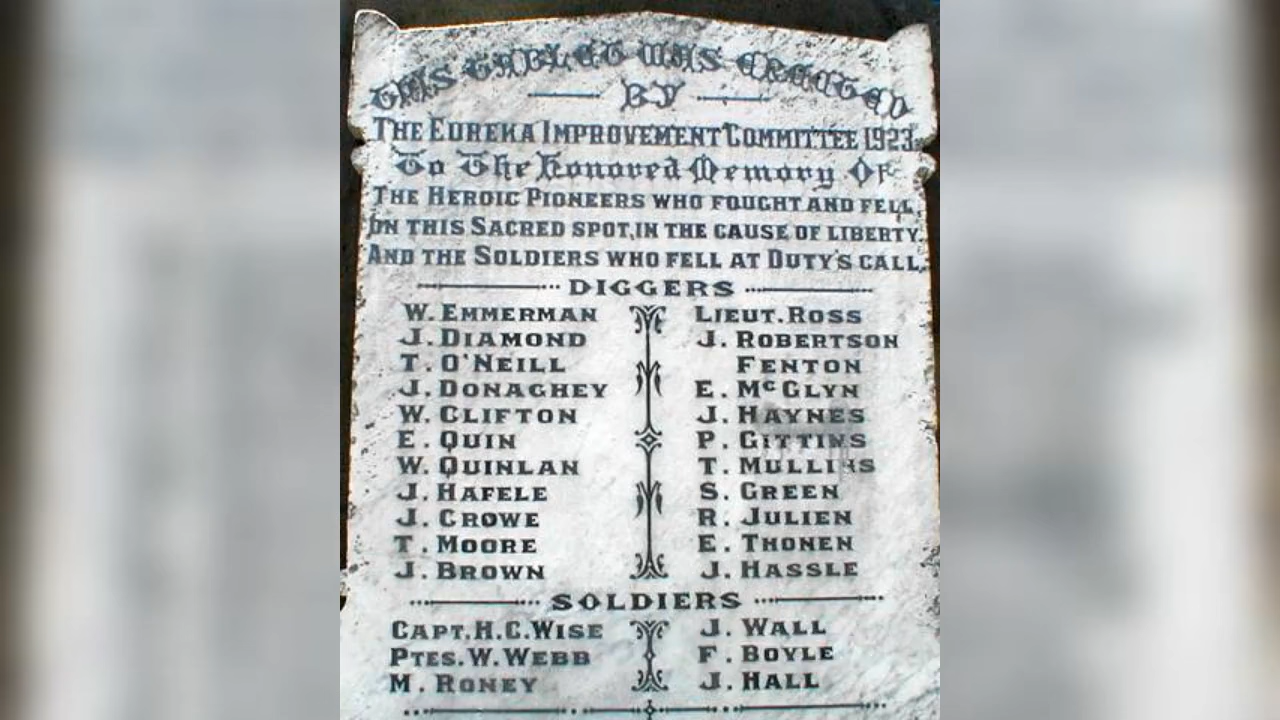 THIS TABLET WAS ERECTED
BY
THE EUREKA IMPROVEMENT COMMITTEE 1923.
To The Honored Memory Of
THE HEROIC PIONEERS WHO FOUGHT AND FELL,
ON THIS SACRED SPOT, IN THE CAUSE OF LIBERTY,
AND THE SOLDIERS WHO FELL AT DUTY'S CALL,
DIGGERS
W. EMMERMAN LIEUT. ROSS
J. DIAMOND J. ROBERTSON
T. O'NEILL FENTON
J. DONAGHEY E. McGLYN
W. CLIFTON J. HAYNES
E. QUIN P. GITTINS
W. QUINLAN T. MULLINS
J. HAFELE S. GREEN
J. CROWE R. JULIEN
T. MOORE E. THONEN
J. BROWN J. HASSLE
SOLDIERS
CAPT. H. C. WISE J. WALL
PTES. W. WEBB F. BOYLE
M. RONEY J. HALL